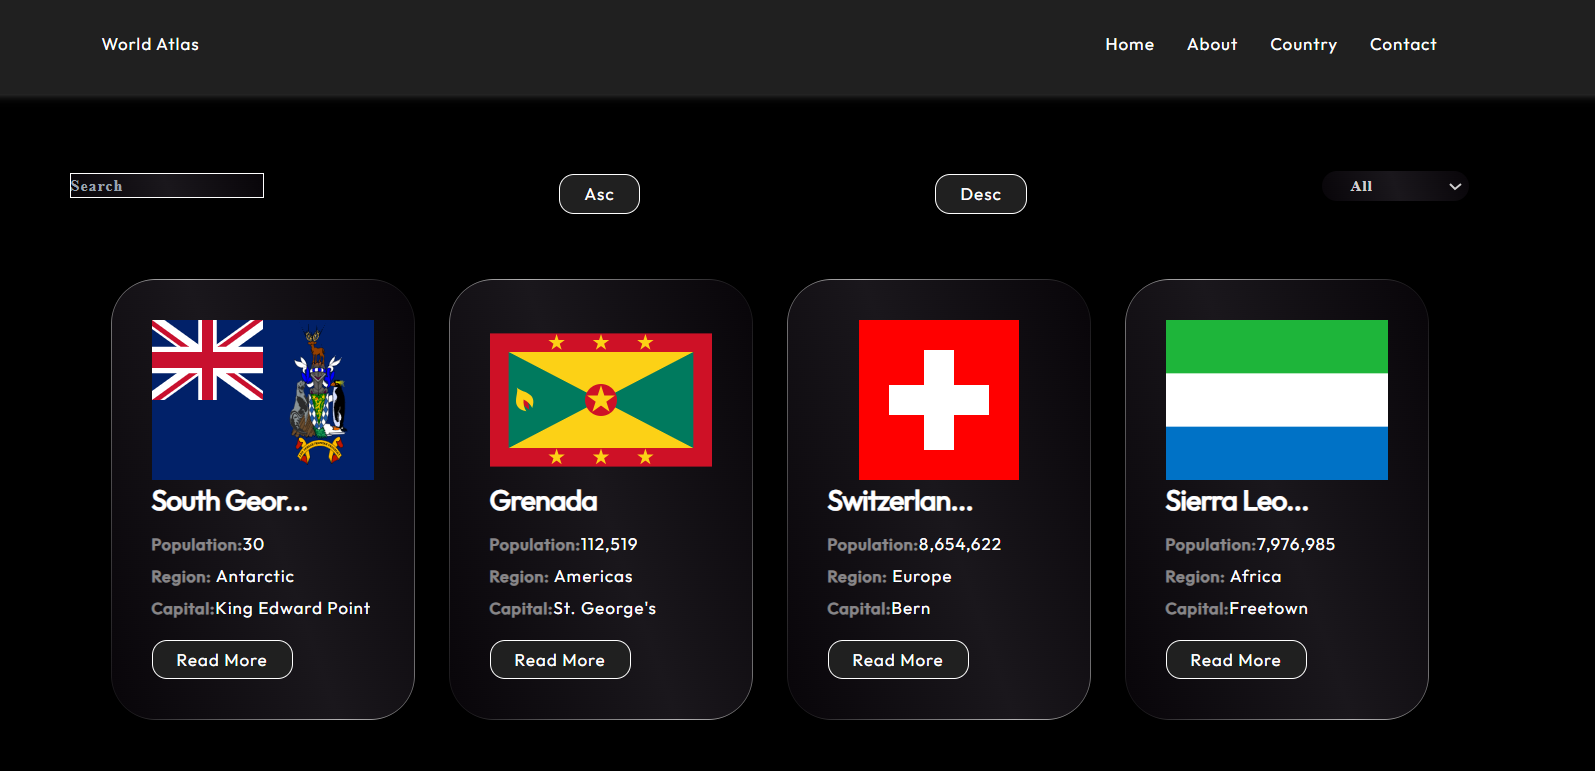 World Atlas
Home About Country Contact
Search
Asc
Desc
All
South Geor...
Population:30
Region: Antarctic
Capital:King Edward Point
Read More
Grenada
Population:112,519
Region: Americas
Capital:St. George's
Read More
Switzerlan...
Population:8,654,622
Region: Europe
Capital:Bern
Read More
Sierra Leo...
Population:7,976,985
Region: Africa
Capital:Freetown
Read More